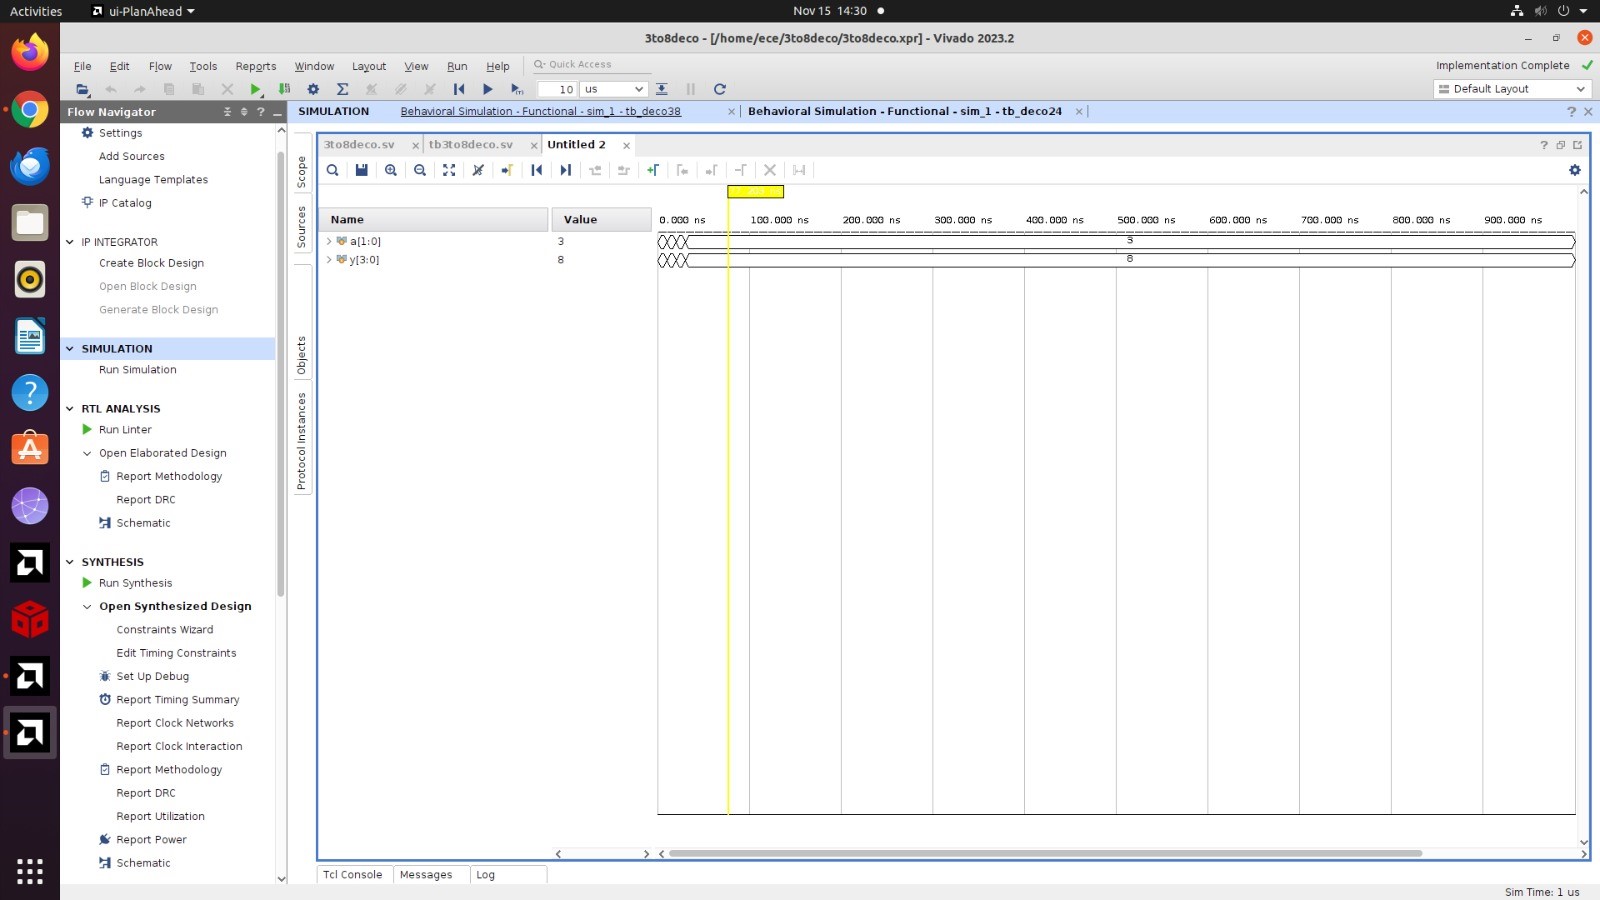 Activities
ui-PlanAhead
Nov 15 14:30
3to8deco - [/home/ece/3to8deco/3to8deco.xpr] - Vivado 2023.2
File Edit Flow Tools Reports Window Layout View Run Help
Quick Access
Implementation Complete
10 us
Default Layout
Flow Navigator
SIMULATION
Behavioral Simulation - Functional - sim_1 - tb_deco38
Behavioral Simulation - Functional - sim_1 - tb_deco24
Settings
Add Sources
Language Templates
IP Catalog
IP INTEGRATOR
Create Block Design
Open Block Design
Generate Block Design
SIMULATION
Run Simulation
RTL ANALYSIS
Run Linter
Open Elaborated Design
Report Methodology
Report DRC
Schematic
SYNTHESIS
Run Synthesis
Open Synthesized Design
Constraints Wizard
Edit Timing Constraints
Set Up Debug
Report Timing Summary
Report Clock Networks
Report Clock Interaction
Report Methodology
Report DRC
Report Utilization
Report Power
Schematic
Scope
Sources
Objects
Protocol Instances
3to8deco.sv
tb3to8deco.sv
Untitled 2
Name Value
0.000 ns 100.000 ns 200.000 ns 300.000 ns 400.000 ns 500.000 ns 600.000 ns 700.000 ns 800.000 ns 900.000 ns
a[1:0] 3 3
y[3:0] 8 8
Tcl Console Messages Log
Sim Time: 1 us